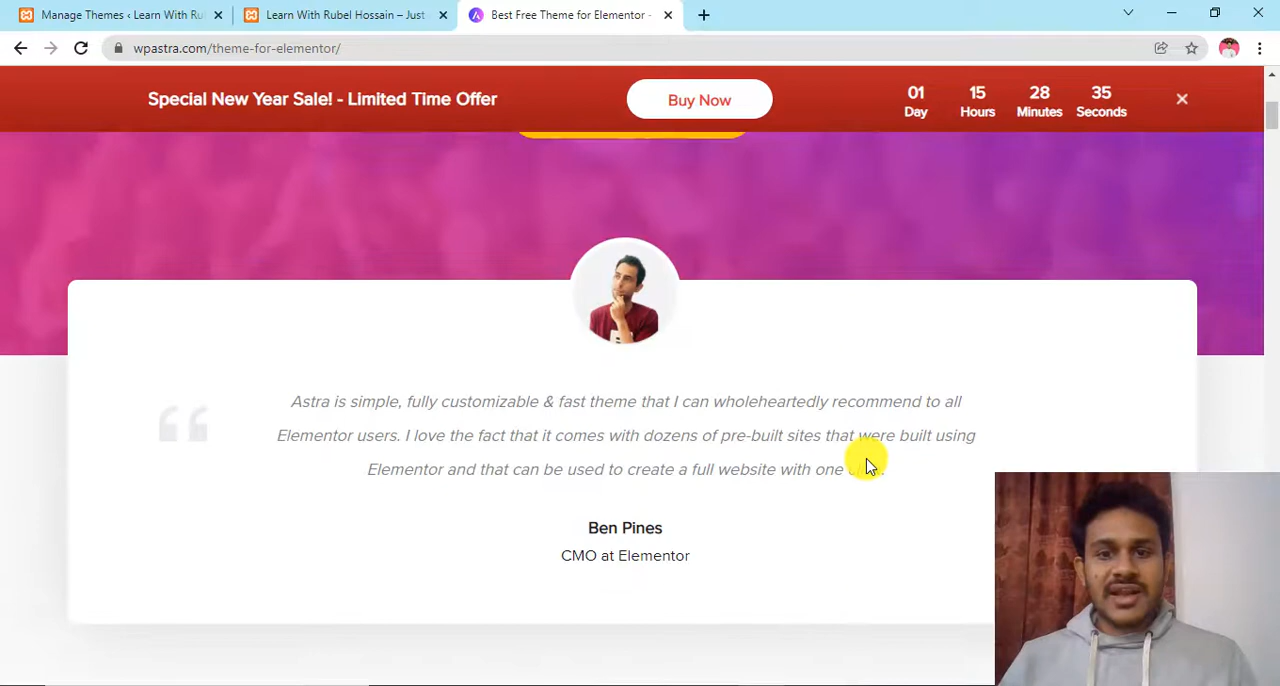 Manage Themes ‹ Learn With Ru
Learn With Rubel Hossain – Just
Best Free Theme for Elementor -
wpastra.com/theme-for-elementor/
Special New Year Sale! - Limited Time Offer
Buy Now
01 15 28 35
Day Hours Minutes Seconds
Astra is simple, fully customizable & fast theme that I can wholeheartedly recommend to all
Elementor users. I love the fact that it comes with dozens of pre-built sites that were built using
Elementor and that can be used to create a full website with one
Ben Pines
CMO at Elementor